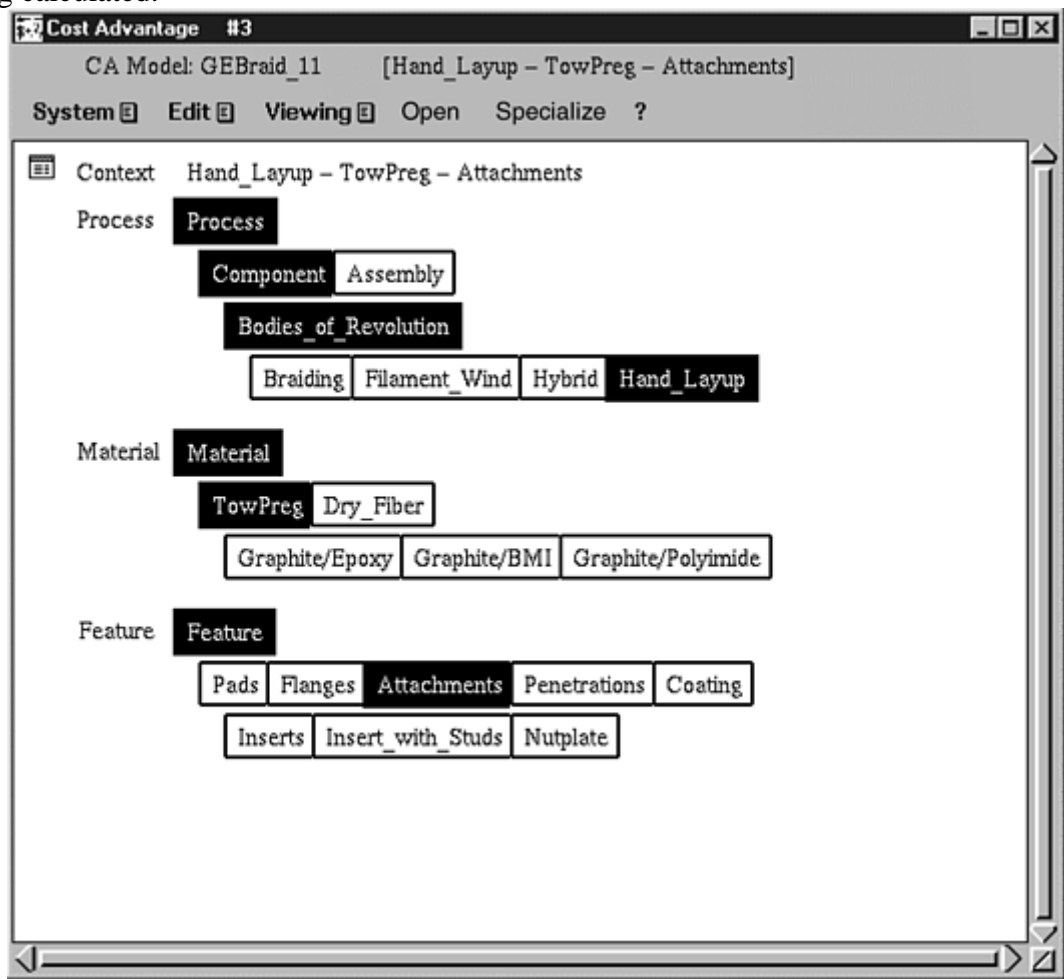 g calculated.
Cost Advantage #3
CA Model: GEBraid_11 [Hand_Layup – TowPreg – Attachments]
System Edit Viewing Open Specialize ?
Context Hand_Layup – TowPreg – Attachments
Process Process
Component Assembly
Bodies_of_Revolution
Braiding Filament_Wind Hybrid Hand_Layup
Material Material
TowPreg Dry_Fiber
Graphite/Epoxy Graphite/BMI Graphite/Polyimide
Feature Feature
Pads Flanges Attachments Penetrations Coating
Inserts Insert_with_Studs Nutplate